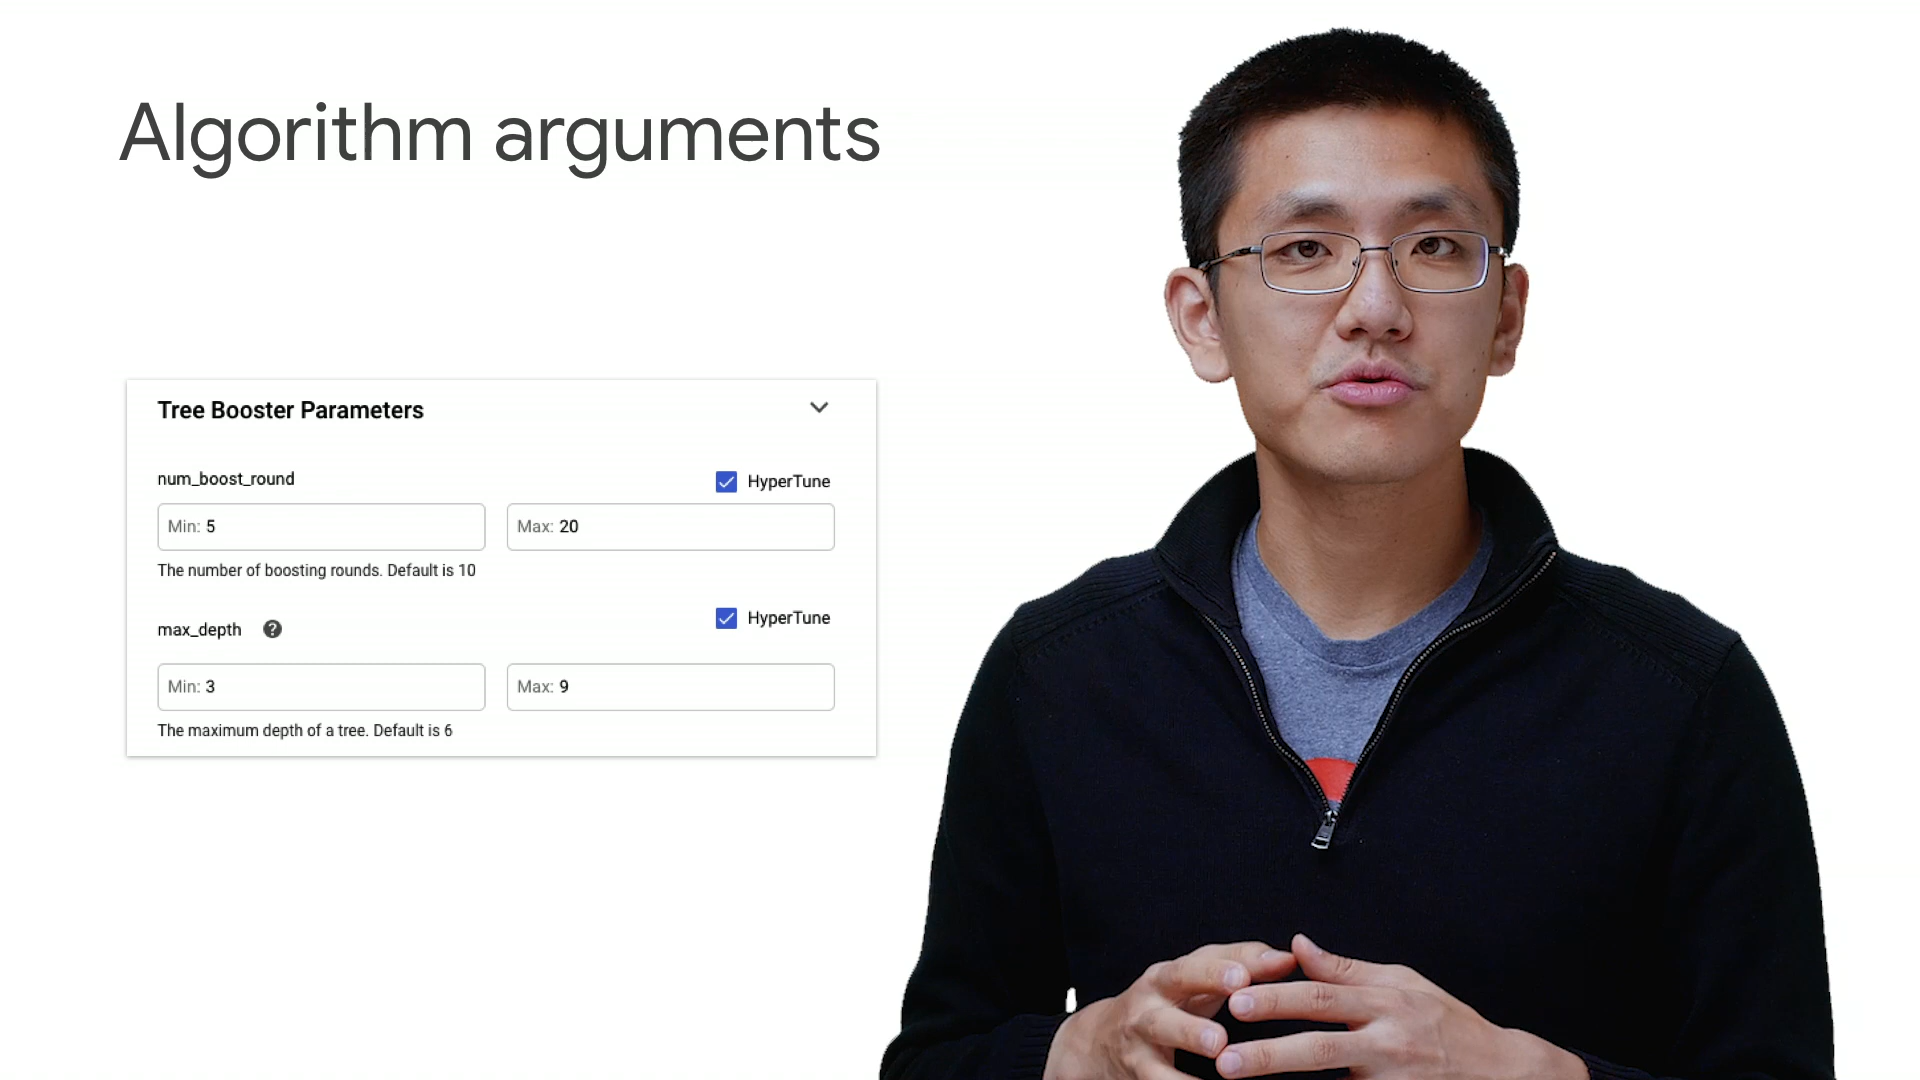 Algorithm arguments
Tree Booster Parameters
num_boost_round
HyperTune
Min: 5
Max: 20
The number of boosting rounds. Default is 10
max_depth
?
HyperTune
Min: 3
Max: 9
The maximum depth of a tree. Default is 6